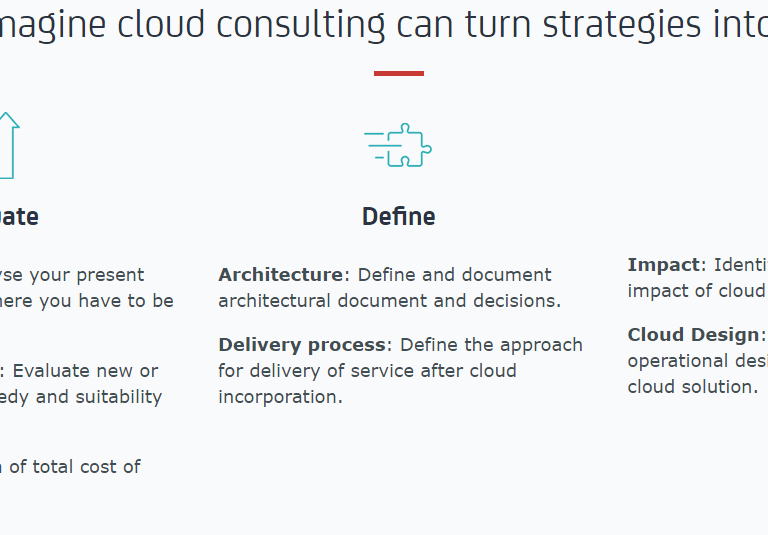 magine cloud consulting can turn strategies into
uate
yse your present
here you have to be
: Evaluate new or
edy and suitability
of total cost of
Define
Architecture: Define and document
architectural document and decisions.
Delivery process: Define the approach
for delivery of service after cloud
incorporation.
Impact: Identi
impact of cloud
Cloud Design:
operational desi
cloud solution.